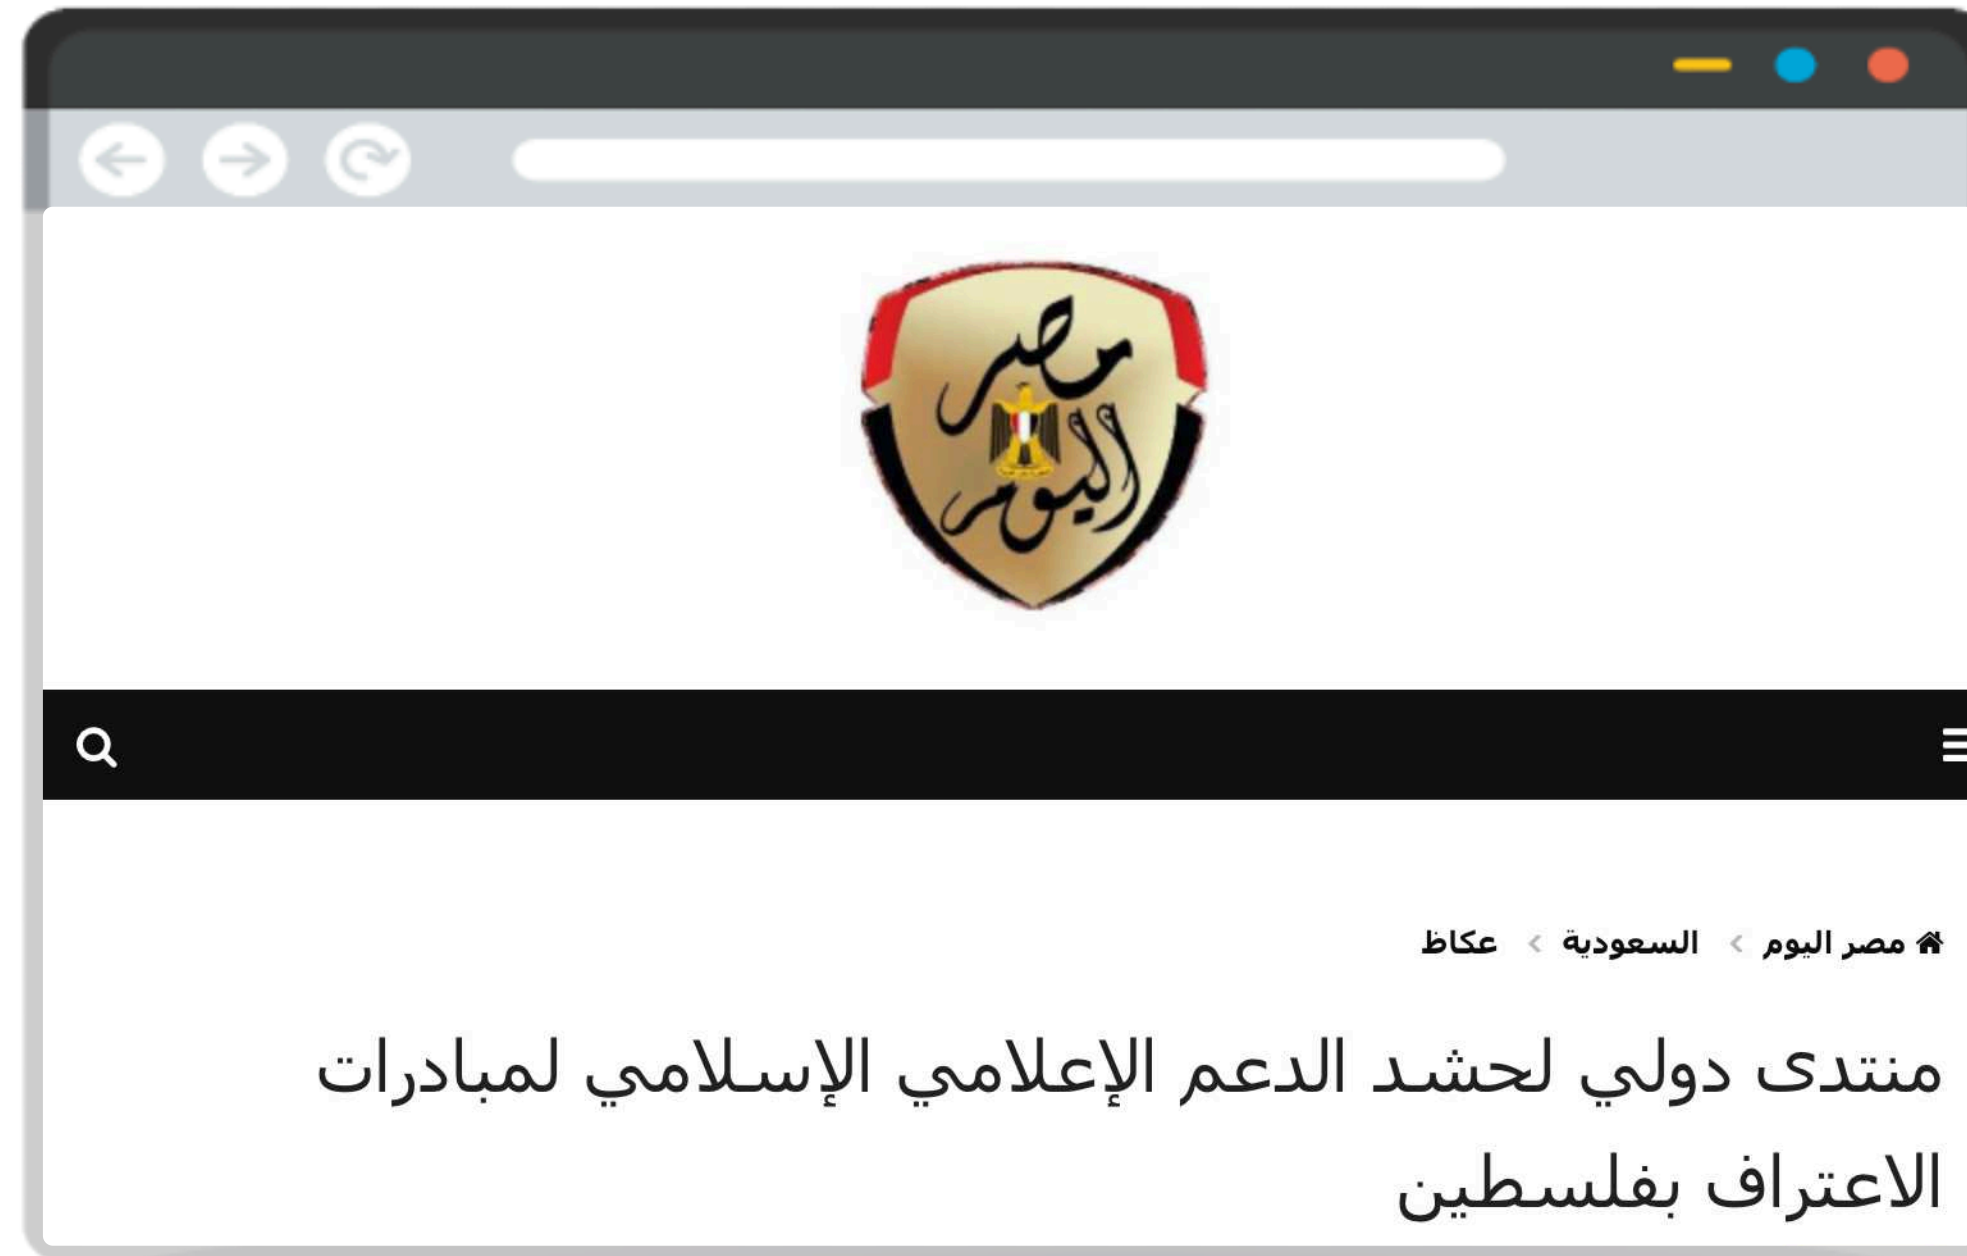 مصر
اليوم
مصر اليوم > السعودية > عكاظ
منتدى دولي لحشد الدعم الإعلامي الإسلامي لمبادرات
الاعتراف بفلسطين